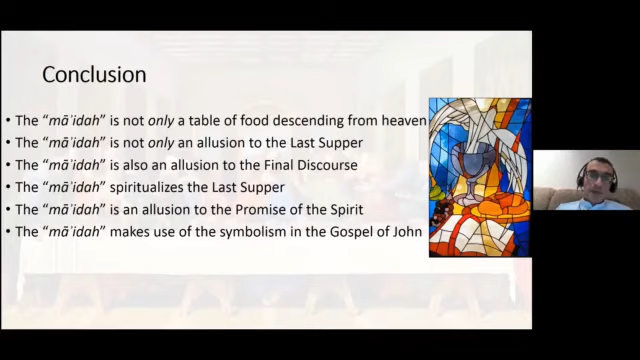 Conclusion
• The “māʾidah” is not only a table of food descending from heaven
• The “māʾidah” is not only an allusion to the Last Supper
• The “māʾidah” is also an allusion to the Final Discourse
• The “māʾidah” spiritualizes the Last Supper
• The “māʾidah” is an allusion to the Promise of the Spirit
• The “māʾidah” makes use of the symbolism in the Gospel of John